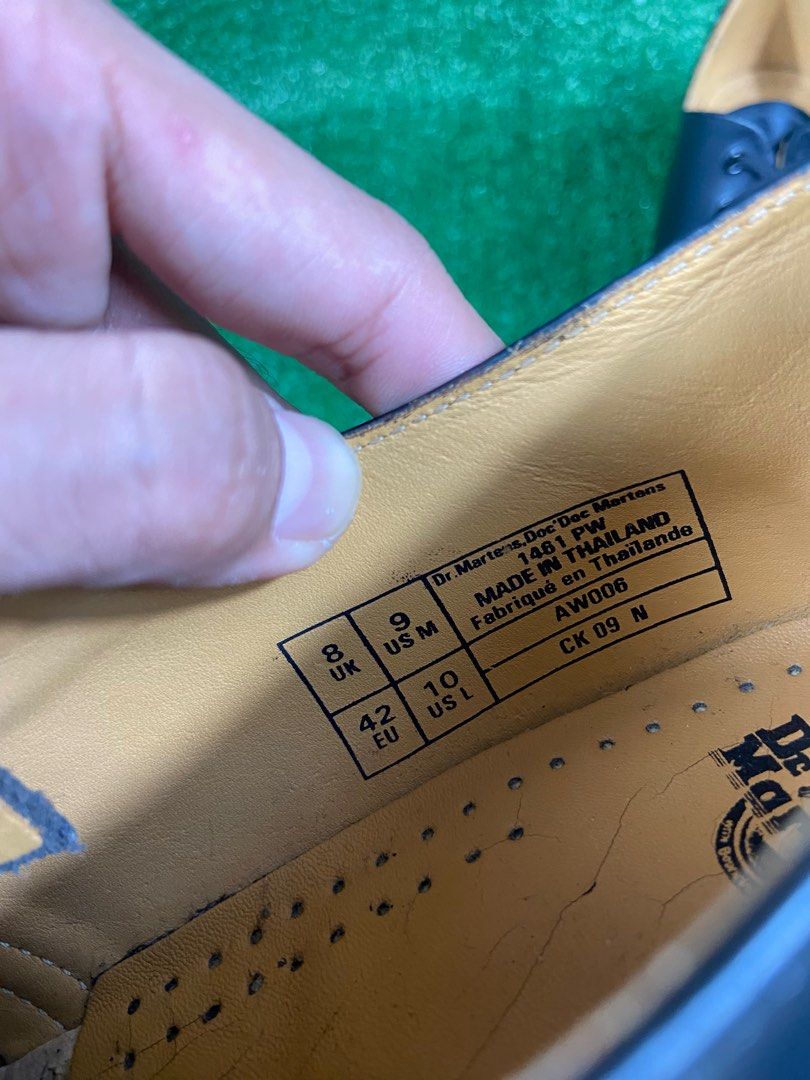 8
UK
9
US M
42
EU
10
US L
Dr.Martens,Doc'Doc Martens
1461 PW
MADE IN THAILAND
Fabriqué en Thaïlande
AW006
CK 09 N